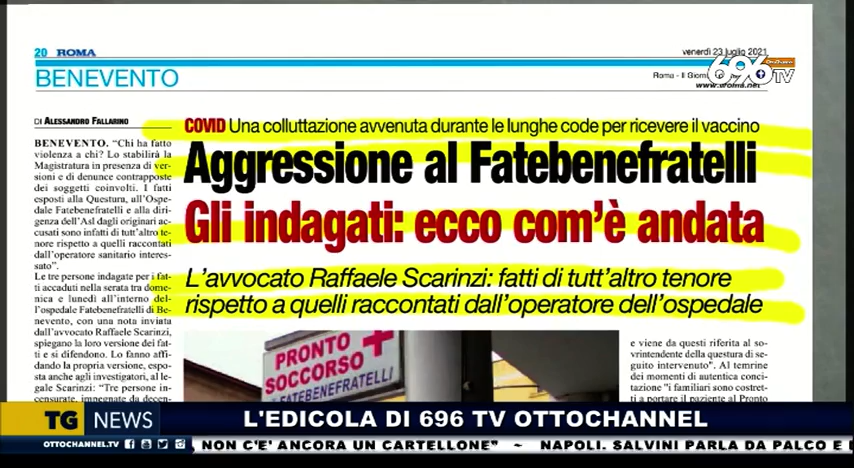 20 ROMA
venerdì 23 luglio 2021
BENEVENTO
Roma - Il Giorn
696 TV
www.ilroma.net
DI ALESSANDRO FALLARINO
COVID Una colluttazione avvenuta durante le lunghe code per ricevere il vaccino
Aggressione al Fatebenefratelli
Gli indagati: ecco com'è andata
L'avvocato Raffaele Scarinzi: fatti di tutt'altro tenore
rispetto a quelli raccontati dall'operatore dell'ospedale
BENEVENTO. "Chi ha fatto
violenza a chi? Lo stabilirà la
Magistratura in presenza di ver-
sioni e di denunce contrapposte
dei soggetti coinvolti. I fatti
esposti alla Questura, all'Ospe-
dale Fatebenefratelli e alla diri-
genza dell'Asl dagli originari ac-
cusati sono infatti di tutt'altro te-
nore rispetto a quelli raccontati
dall'operatore sanitario interes-
sato".
Le tre persone indagate per i fat-
ti accaduti nella serata tra dome-
nica e lunedì all'interno del-
l'ospedale Fatebenefratelli di Be-
nevento, con una nota inviata
dall'avvocato Raffaele Scarinzi,
spiegano la loro versione dei fat-
ti e si difendono. Lo fanno affi-
dando la propria versione, espo-
sta anche agli investigatori, al le-
gale Scarinzi: "Tre persone in-
censurate, impegnate da decen-
PRONTO
SOCCORSO
FATEBENEFRATELLI
e viene da questi riferita al so-
vrintendente della questura di se-
guito intervenuto". Al temrine
dei momenti di autentica conci-
tazione "i familiari sono costret-
ti a portare il paziente al Pronto
TG NEWS
L'EDICOLA DI 696 TV OTTOCHANNEL
OTTOCHANNEL.TV
, NON C'E' ANCORA UN CARTELLONE" ~ NAPOLI. SALVINI PARLA DA PALCO E